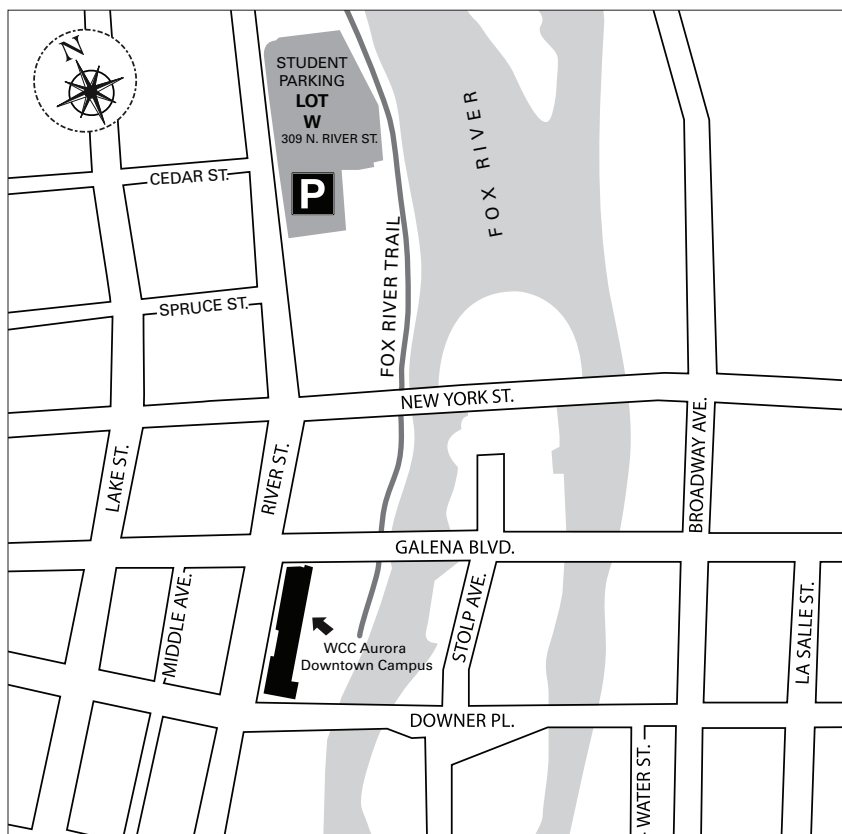 N
STUDENT
PARKING
LOT
W
309 N. RIVER ST.
P
CEDAR ST.
FOX RIVER
FOX RIVER TRAIL
SPRUCE ST.
NEW YORK ST.
LAKE ST.
RIVER ST.
BROADWAY AVE.
GALENA BLVD.
MIDDLE AVE.
STOLP AVE.
LA SALLE ST.
WCC Aurora
Downtown Campus
DOWNER PL.
WATER ST.